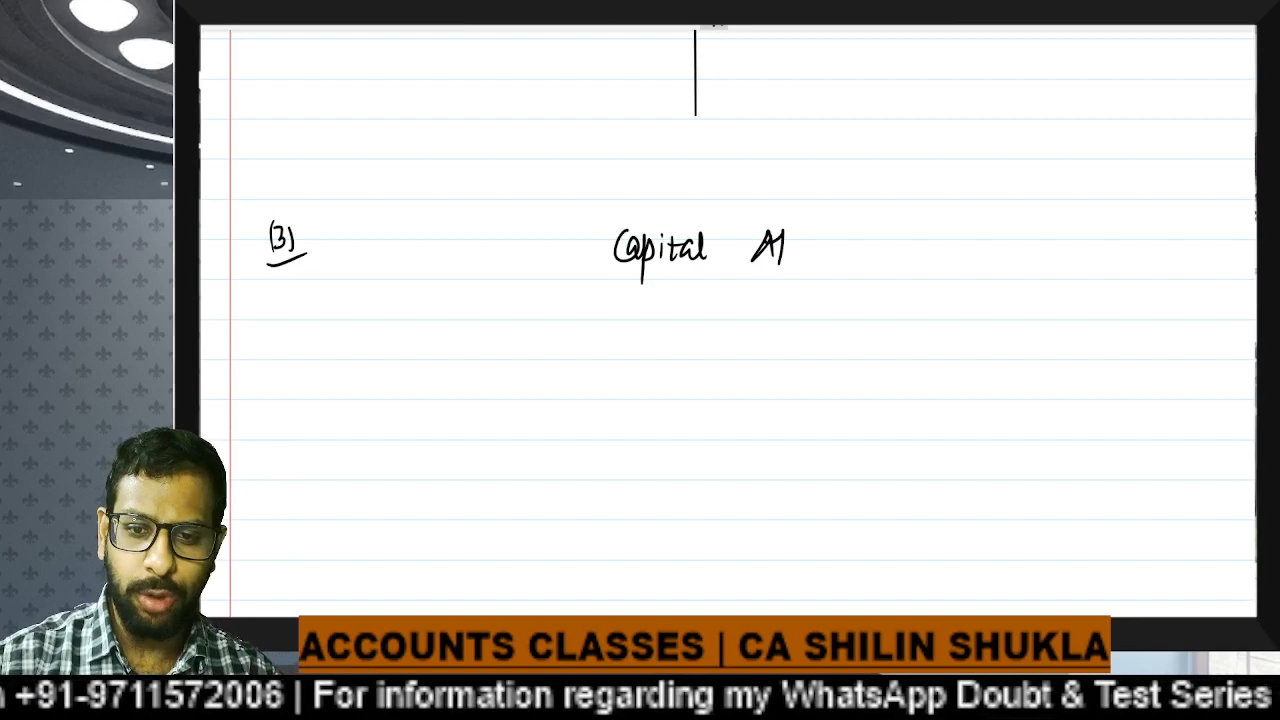 (3) Capital A/
ACCOUNTS CLASSES | CA SHILIN SHUKLA
+91-9711572006 | For information regarding my WhatsApp Doubt & Test Series